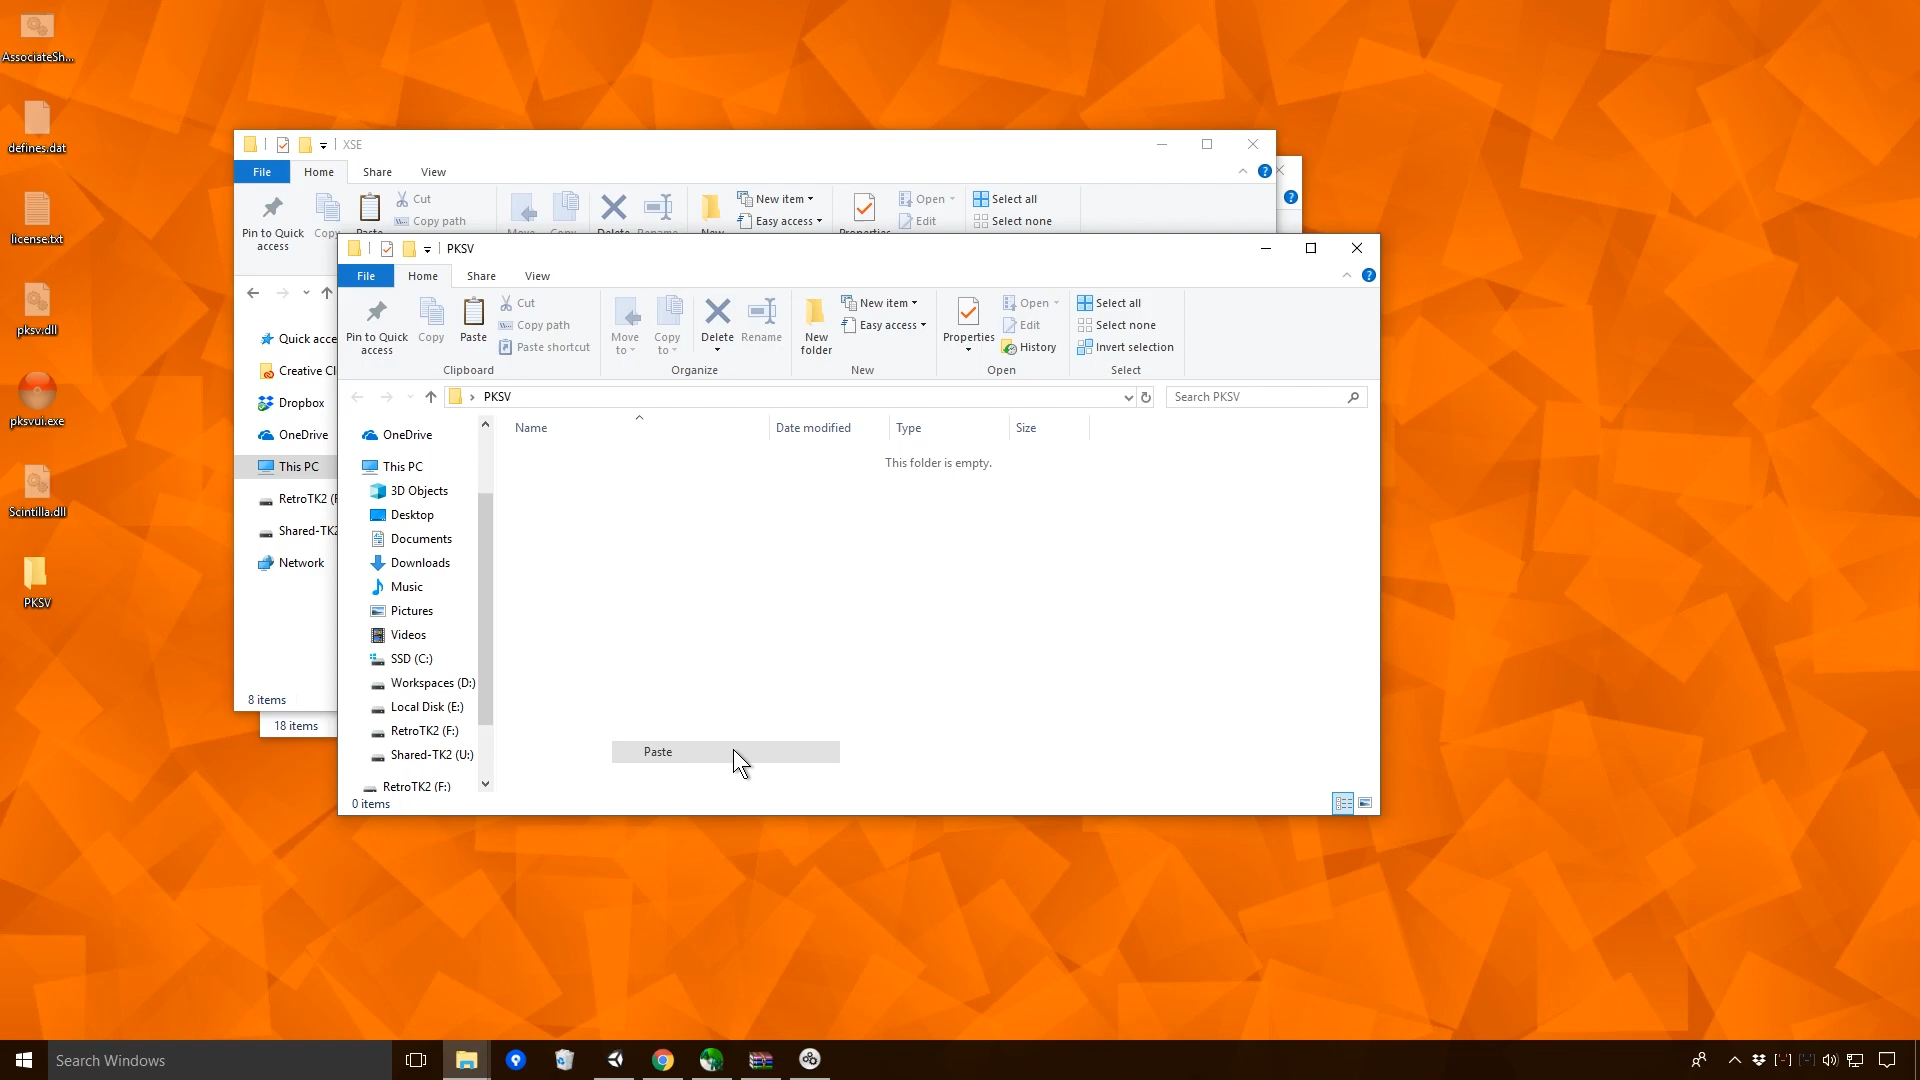 AssociateSh...
defines.dat
license.txt
pksv.dll
pksvui.exe
Scintilla.dll
PKSV
XSE
File
Home
Share
View
Pin to Quick
access
Copy
Cut
Copy path
New item
Easy access
Open
Edit
Select all
Select none
Quick acce
Creative Cl
Dropbox
OneDrive
This PC
RetroTK2 (F
Shared-TK2
Network
8 items
18 items
PKSV
File
Home
Share
View
Pin to Quick
access
Copy
Paste
Cut
Copy path
Paste shortcut
Clipboard
Move
to
Copy
to
Delete
Rename
Organize
New
folder
New item
Easy access
New
Properties
Open
Edit
History
Open
Select all
Select none
Invert selection
Select
PKSV
Search PKSV
Name
Date modified
Type
Size
This folder is empty.
OneDrive
This PC
3D Objects
Desktop
Documents
Downloads
Music
Pictures
Videos
SSD (C:)
Workspaces (D:)
Local Disk (E:)
RetroTK2 (F:)
Shared-TK2 (U:)
RetroTK2 (F:)
Paste
0 items
Search Windows